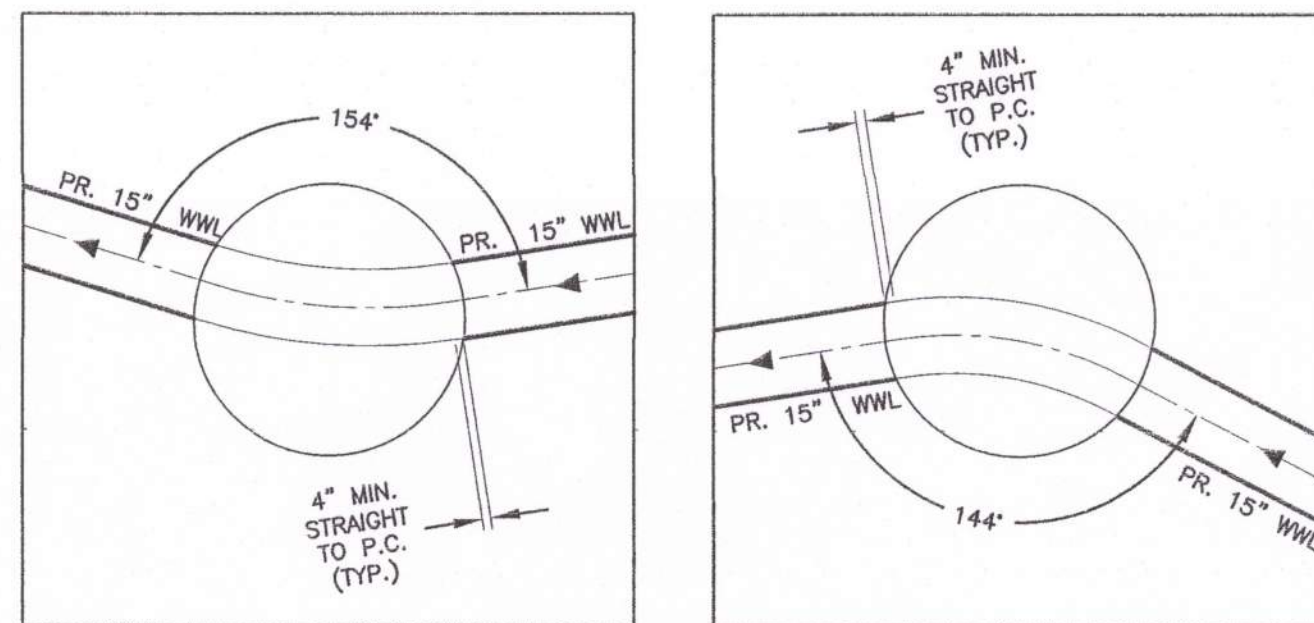 154°
PR. 15" WWL
PR. 15" WWL
4" MIN.
STRAIGHT
TO P.C.
(TYP.)
4" MIN.
STRAIGHT
TO P.C.
(TYP.)
PR. 15" WWL
144°
PR. 15" WWL